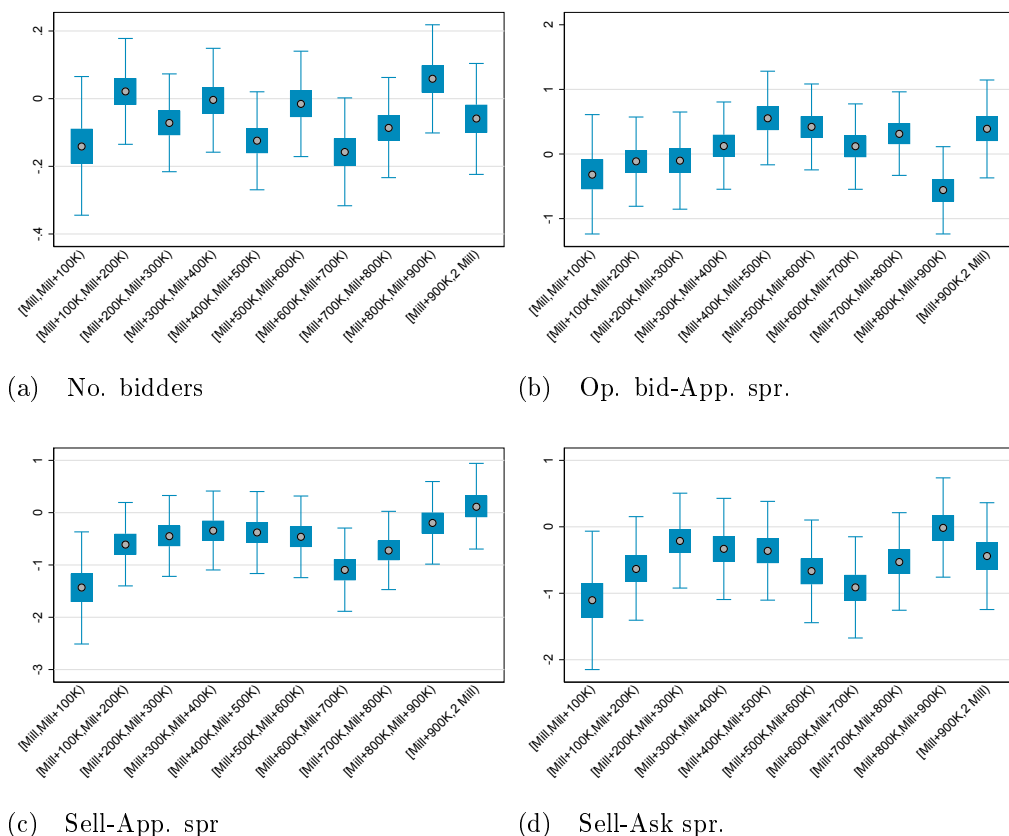 .2
0
-.2
-.4
[Mill,Mill+100K)
[Mill+100K,Mill+200K)
[Mill+200K,Mill+300K)
[Mill+300K,Mill+400K)
[Mill+400K,Mill+500K)
[Mill+500K,Mill+600K)
[Mill+600K,Mill+700K)
[Mill+700K,Mill+800K)
[Mill+800K,Mill+900K)
[Mill+900K,2 Mill)
(a) No. bidders
2
1
0
-1
[Mill,Mill+100K)
[Mill+100K,Mill+200K)
[Mill+200K,Mill+300K)
[Mill+300K,Mill+400K)
[Mill+400K,Mill+500K)
[Mill+500K,Mill+600K)
[Mill+600K,Mill+700K)
[Mill+700K,Mill+800K)
[Mill+800K,Mill+900K)
[Mill+900K,2 Mill)
(b) Op. bid-App. spr.
1
0
-1
-2
-3
[Mill,Mill+100K)
[Mill+100K,Mill+200K)
[Mill+200K,Mill+300K)
[Mill+300K,Mill+400K)
[Mill+400K,Mill+500K)
[Mill+500K,Mill+600K)
[Mill+600K,Mill+700K)
[Mill+700K,Mill+800K)
[Mill+800K,Mill+900K)
[Mill+900K,2 Mill)
(c) Sell-App. spr
1
0
-1
-2
[Mill,Mill+100K)
[Mill+100K,Mill+200K)
[Mill+200K,Mill+300K)
[Mill+300K,Mill+400K)
[Mill+400K,Mill+500K)
[Mill+500K,Mill+600K)
[Mill+600K,Mill+700K)
[Mill+700K,Mill+800K)
[Mill+800K,Mill+900K)
[Mill+900K,2 Mill)
(d) Sell-Ask spr.